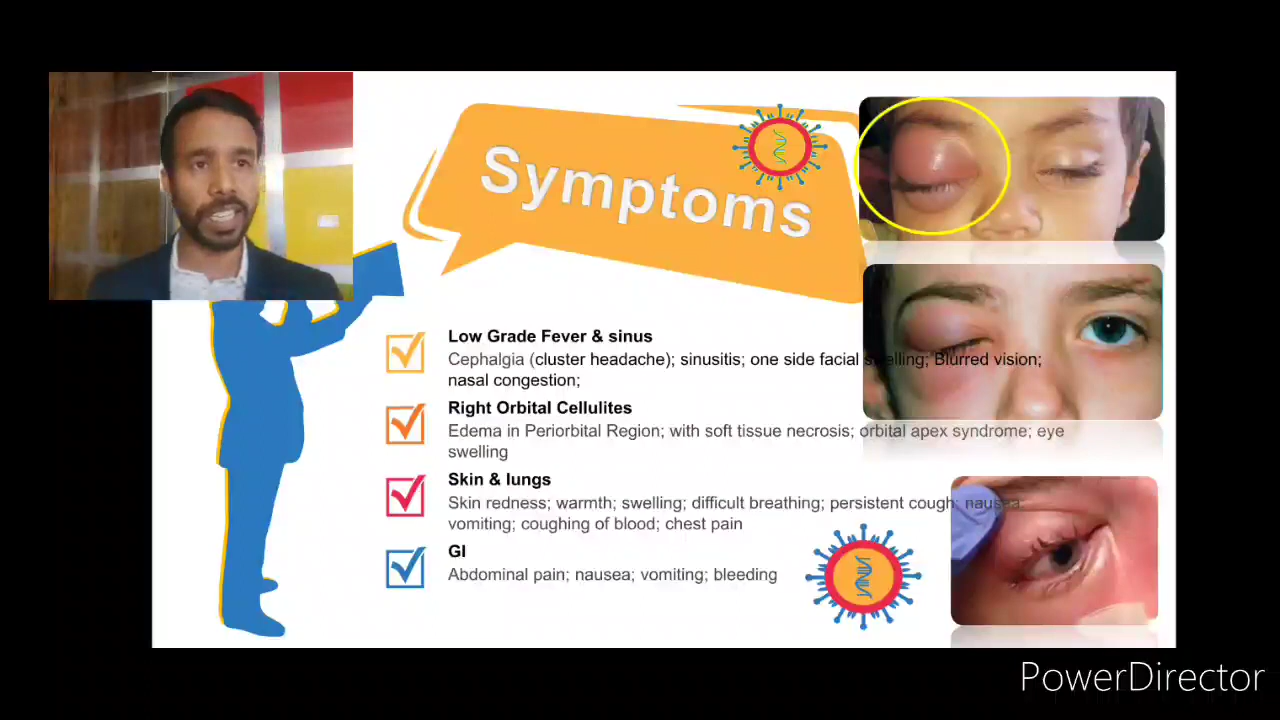 Symptoms
Low Grade Fever & sinus
Cephalgia (cluster headache); sinusitis; one side facial swelling; Blurred vision;
nasal congestion;
Right Orbital Cellulites
Edema in Periorbital Region; with soft tissue necrosis; orbital apex syndrome; eye
swelling
Skin & lungs
Skin redness; warmth; swelling; difficult breathing; persistent cough; nausea;
vomiting; coughing of blood; chest pain
GI
Abdominal pain; nausea; vomiting; bleeding
PowerDirector